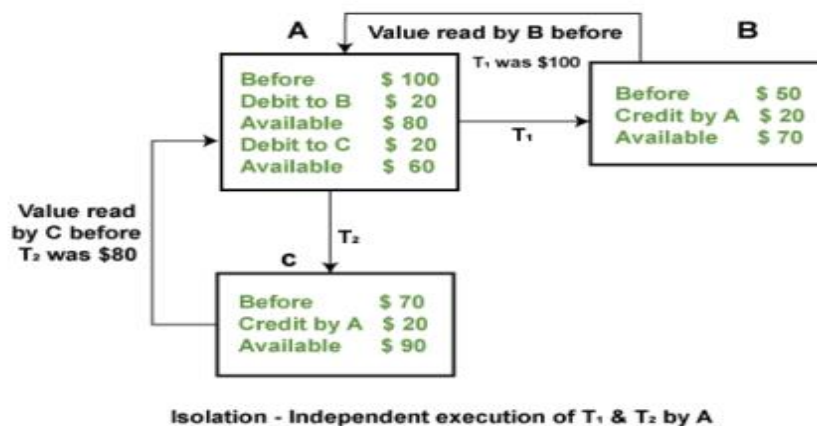 A
Value read by B before
T₁ was $100
B
Before $ 100
Debit to B $ 20
Available $ 80
Debit to C $ 20
Available $ 60
T₁
Before $ 50
Credit by A $ 20
Available $ 70
Value read
by C before
T₂ was $80
T₂
C
Before $ 70
Credit by A $ 20
Available $ 90
Isolation - Independent execution of T₁ & T₂ by A